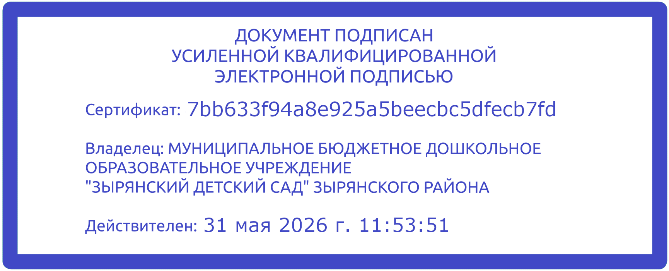 ДОКУМЕНТ ПОДПИСАН
УСИЛЕННОЙ КВАЛИФИЦИРОВАННОЙ
ЭЛЕКТРОННОЙ ПОДПИСЬЮ
Сертификат: 7bb633f94a8e925a5beecbc5dfecb7fd
Владелец: МУНИЦИПАЛЬНОЕ БЮДЖЕТНОЕ ДОШКОЛЬНОЕ
ОБРАЗОВАТЕЛЬНОЕ УЧРЕЖДЕНИЕ
"ЗЫРЯНСКИЙ ДЕТСКИЙ САД" ЗЫРЯНСКОГО РАЙОНА
Действителен: 31 мая 2026 г. 11:53:51